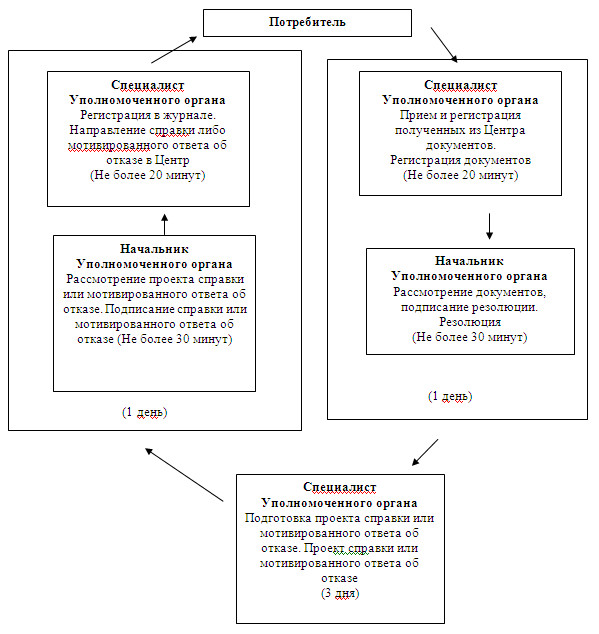 Потребитель
Специалист
Уполномоченного органа
Прием и регистрация
полученных из Центра
документов.
Регистрация документов
(Не более 20 минут)
Начальник
Уполномоченного органа
Рассмотрение документов,
подписание резолюции.
Резолюция
(Не более 30 минут)
(1 день)
Специалист
Уполномоченного органа
Подготовка проекта справки или
мотивированного ответа об
отказе. Проект справки или
мотивированного ответа об
отказе
(3 дня)
Начальник
Уполномоченного органа
Рассмотрение проекта справки
или мотивированного ответа об
отказе. Подписание справки или
мотивированного ответа об
отказе (Не более 30 минут)
(1 день)
Специалист
Уполномоченного органа
Регистрация в журнале.
Направление справки либо
мотивированного ответа об
отказе в Центр
(Не более 20 минут)